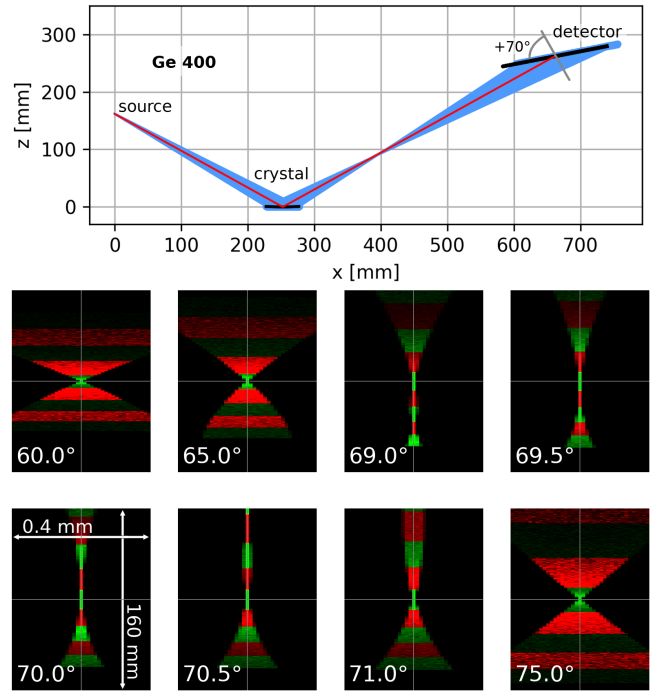 300
200
100
0
z [mm]
Ge 400
source
crystal
+70°
detector
0 100 200 300 400 500 600 700
x [mm]
60.0° 65.0° 69.0° 69.5°
0.4 mm
160 mm
70.0° 70.5° 71.0° 75.0°